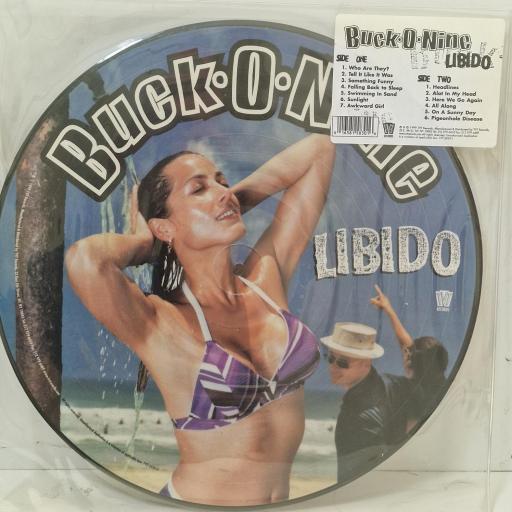 Buck·O·Nine
LIBIDO
Buck·O·Nine
LIBIDO
SIDE ONE
1. Who Are They?
2. Tell It Like It Was
3. Something Funny
4. Falling Back to Sleep
5. Swimming In Sand
6. Sunlight
7. Awkward Girl
SIDE TWO
1. Headlines
2. Alot In My Head
3. Here We Go Again
4. All Along
5. On A Sunny Day
6. Pigeonhole Disease